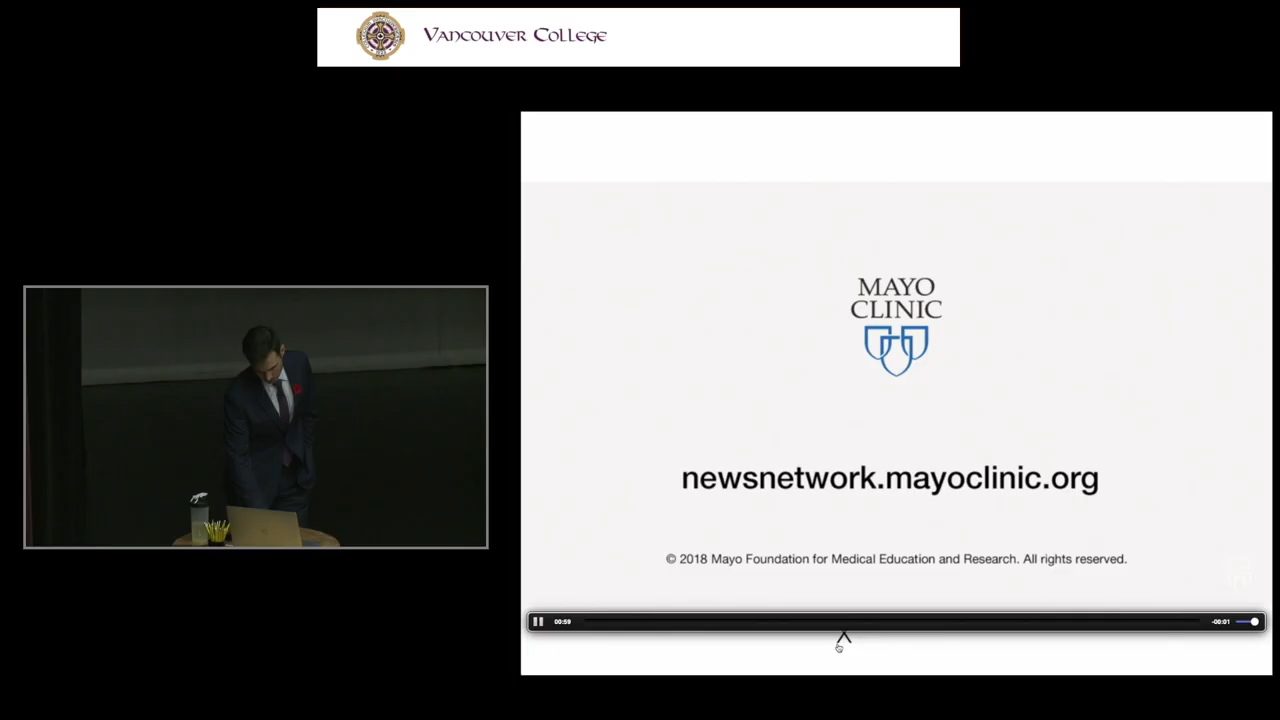 Vancouver College
MAYO
CLINIC
newsnetwork.mayoclinic.org
© 2018 Mayo Foundation for Medical Education and Research. All rights reserved.
00:59
-00:01